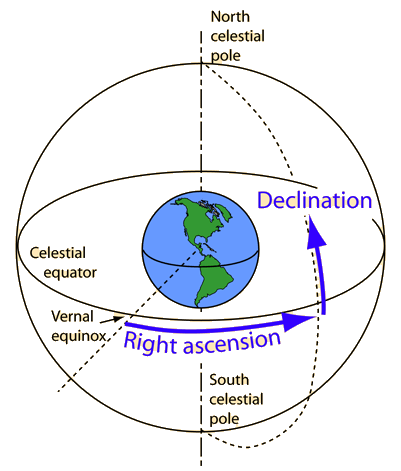 North
celestial
pole
Declination
Celestial
equator
Vernal
equinox
Right ascension
South
celestial
pole